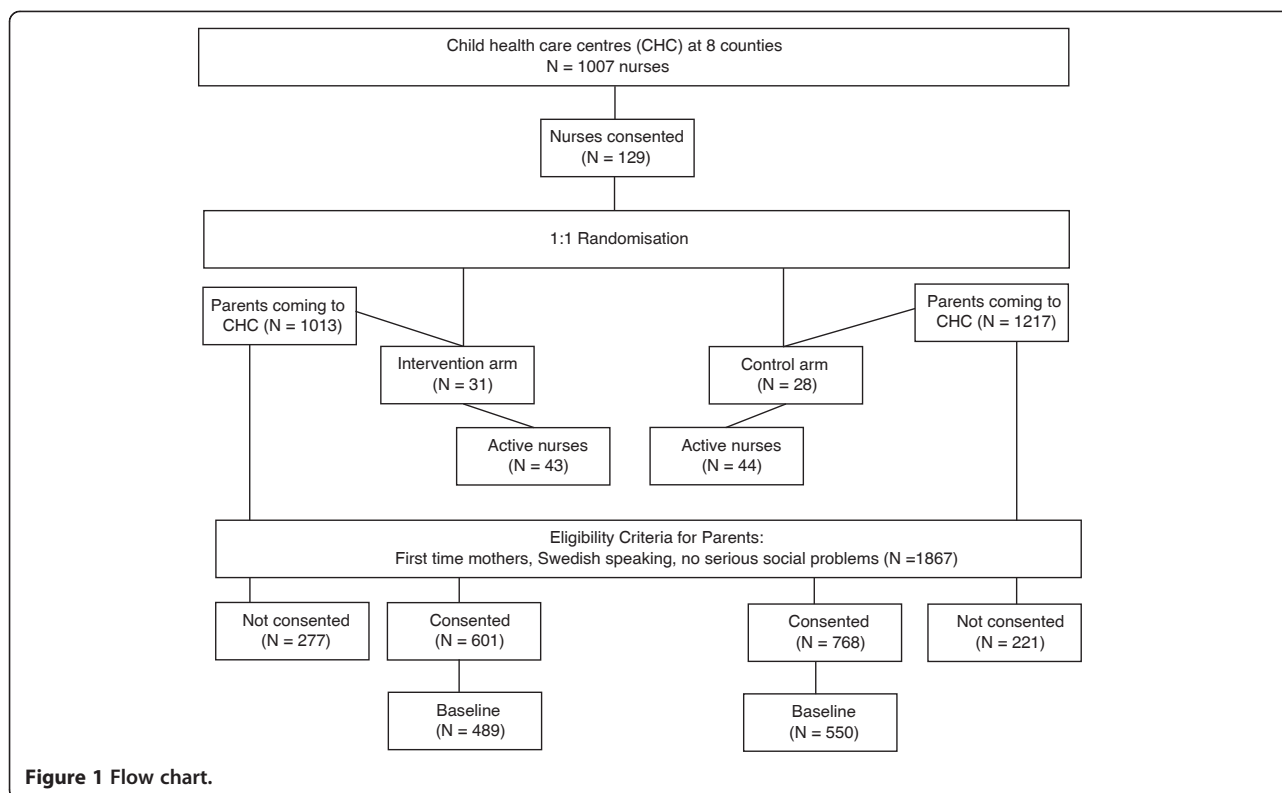 Child health care centres (CHC) at 8 counties
N = 1007 nurses
Nurses consented
(N = 129)
1:1 Randomisation
Parents coming to
CHC (N = 1013)
Parents coming to
CHC (N = 1217)
Intervention arm
(N = 31)
Control arm
(N = 28)
Active nurses
(N = 43)
Active nurses
(N = 44)
Eligibility Criteria for Parents:
First time mothers, Swedish speaking, no serious social problems (N =1867)
Not consented
(N = 277)
Consented
(N = 601)
Consented
(N = 768)
Not consented
(N = 221)
Baseline
(N = 489)
Baseline
(N = 550)
Figure 1 Flow chart.